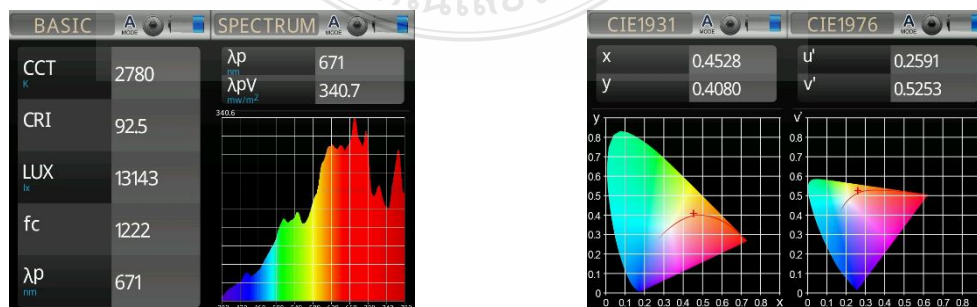 BASIC A MODE
SPECTRUM A MODE
CCT K 2780
CRI 92.5
LUX lx 13143
fc 1222
λp nm 671
λp nm 671
λpV mw/m² 340.7
340.6
CIE1931 A MODE
CIE1976 A MODE
x 0.4528
y 0.4080
u' 0.2591
v' 0.5253
y
0.8
0.7
0.6
0.5
0.4
0.3
0.2
0.1
0 0.1 0.2 0.3 0.4 0.5 0.6 0.7 0.8 x
v'
0.8
0.7
0.6
0.5
0.4
0.3
0.2
0.1
0 0.1 0.2 0.3 0.4 0.5 0.6 0.7 0.8